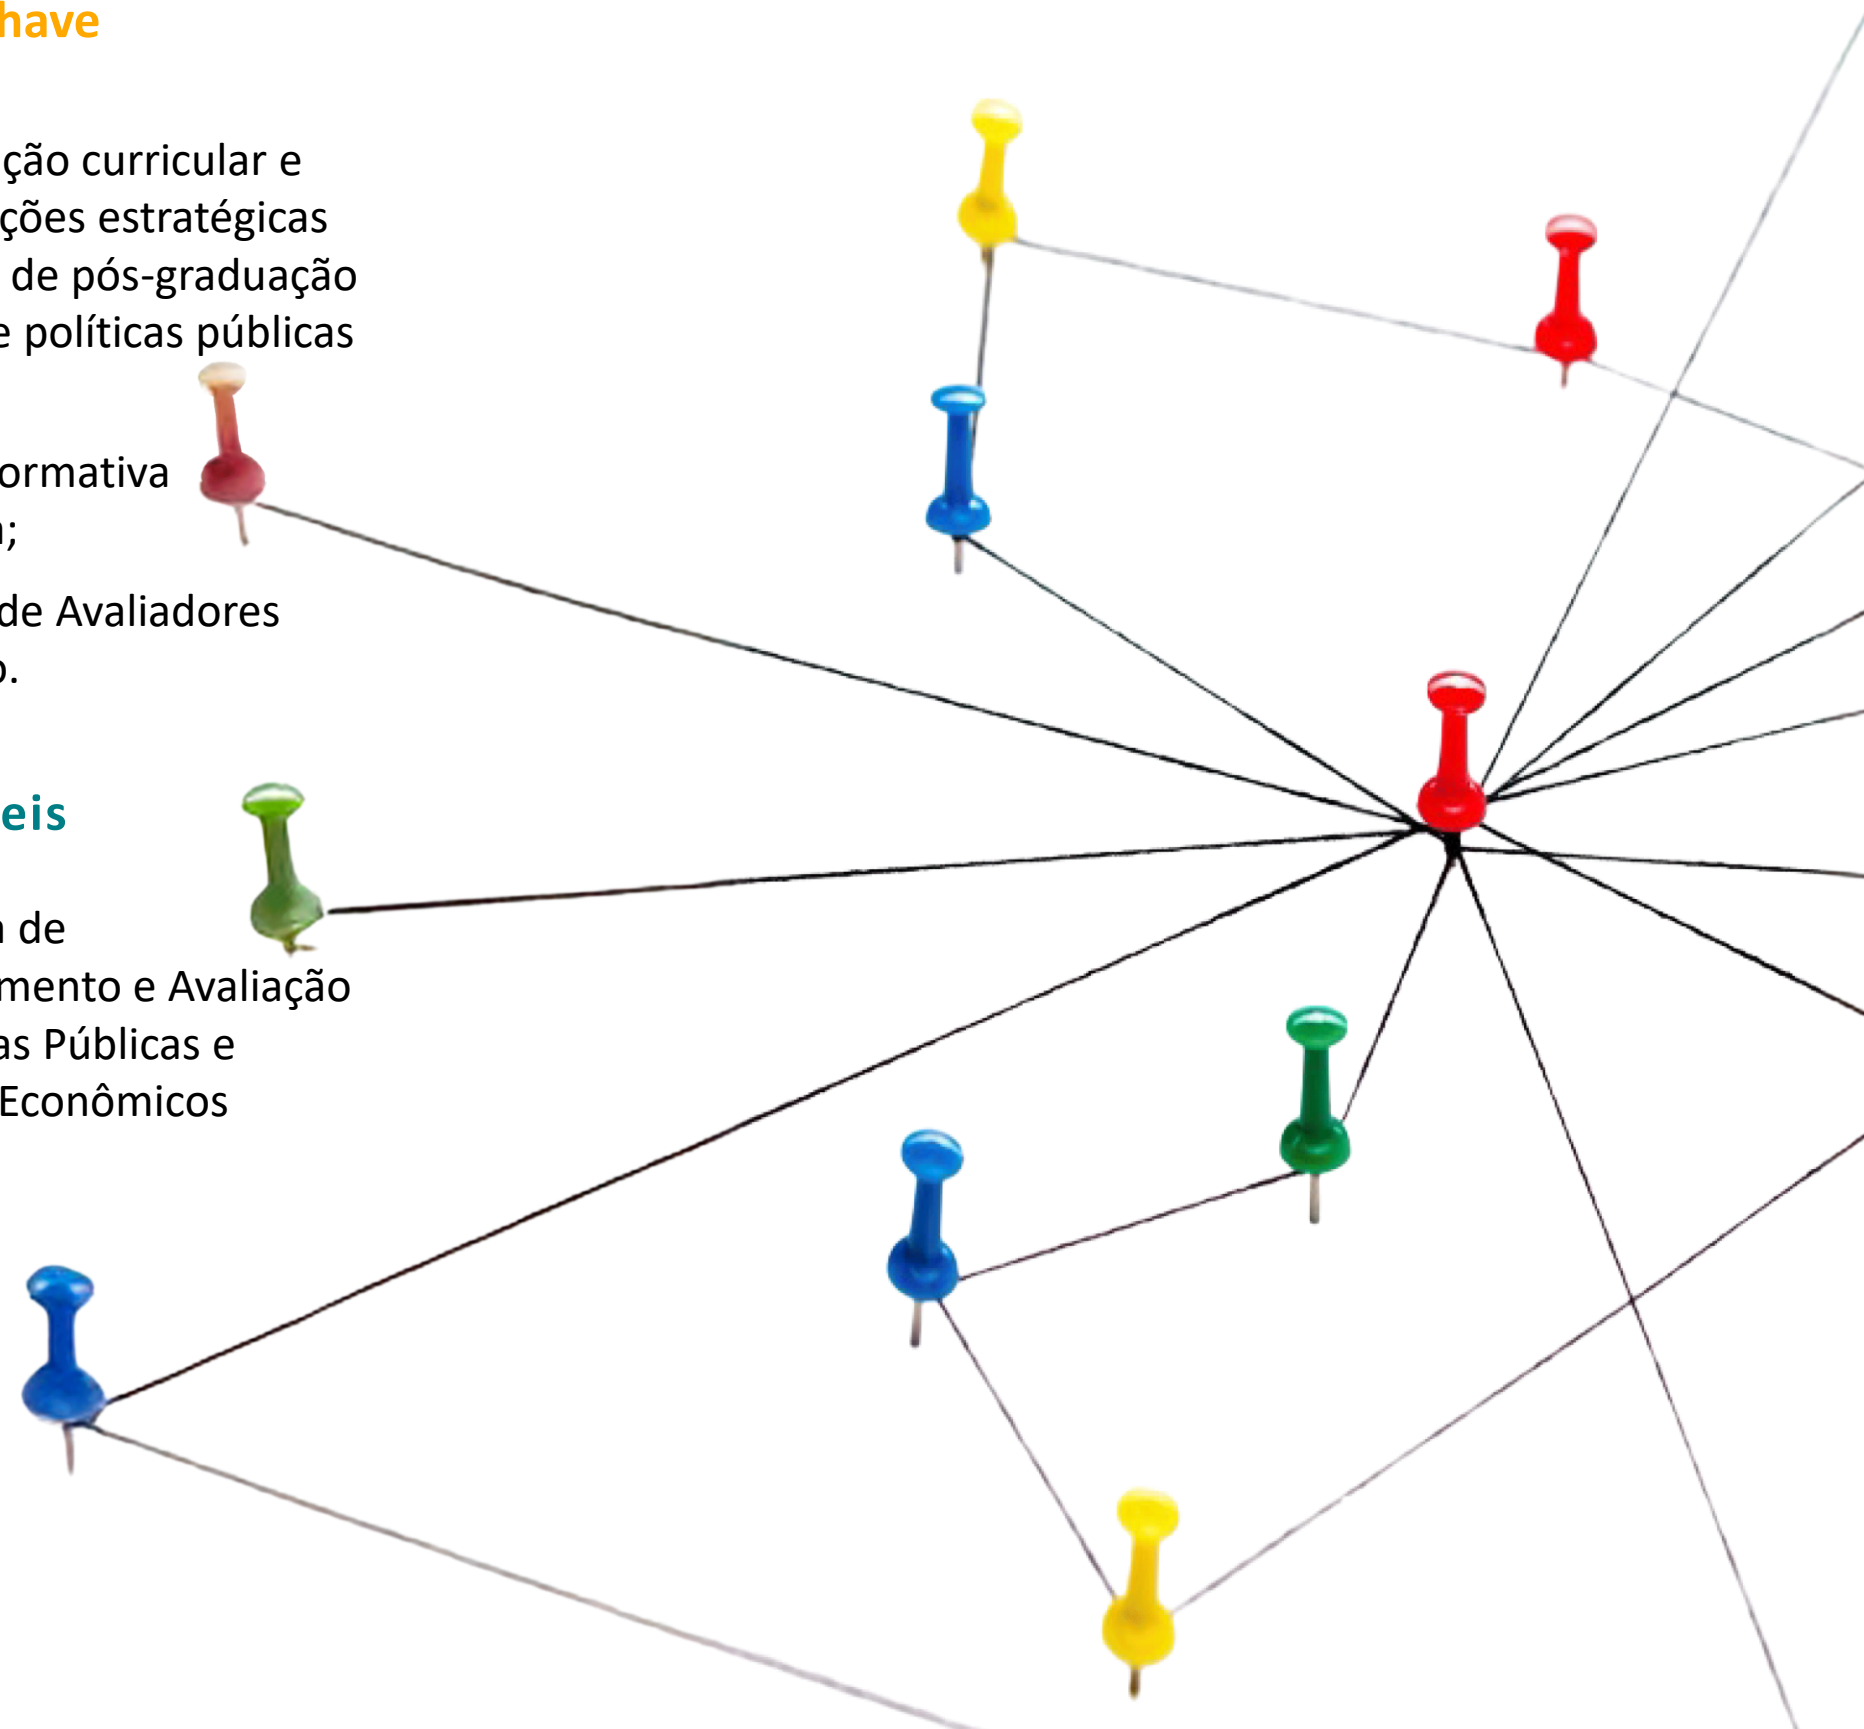 have
ção curricular e
ções estratégicas
de pós-graduação
e políticas públicas
ormativa
;
de Avaliadores
o.
eis
de
mento e Avaliação
as Públicas e
Econômicos